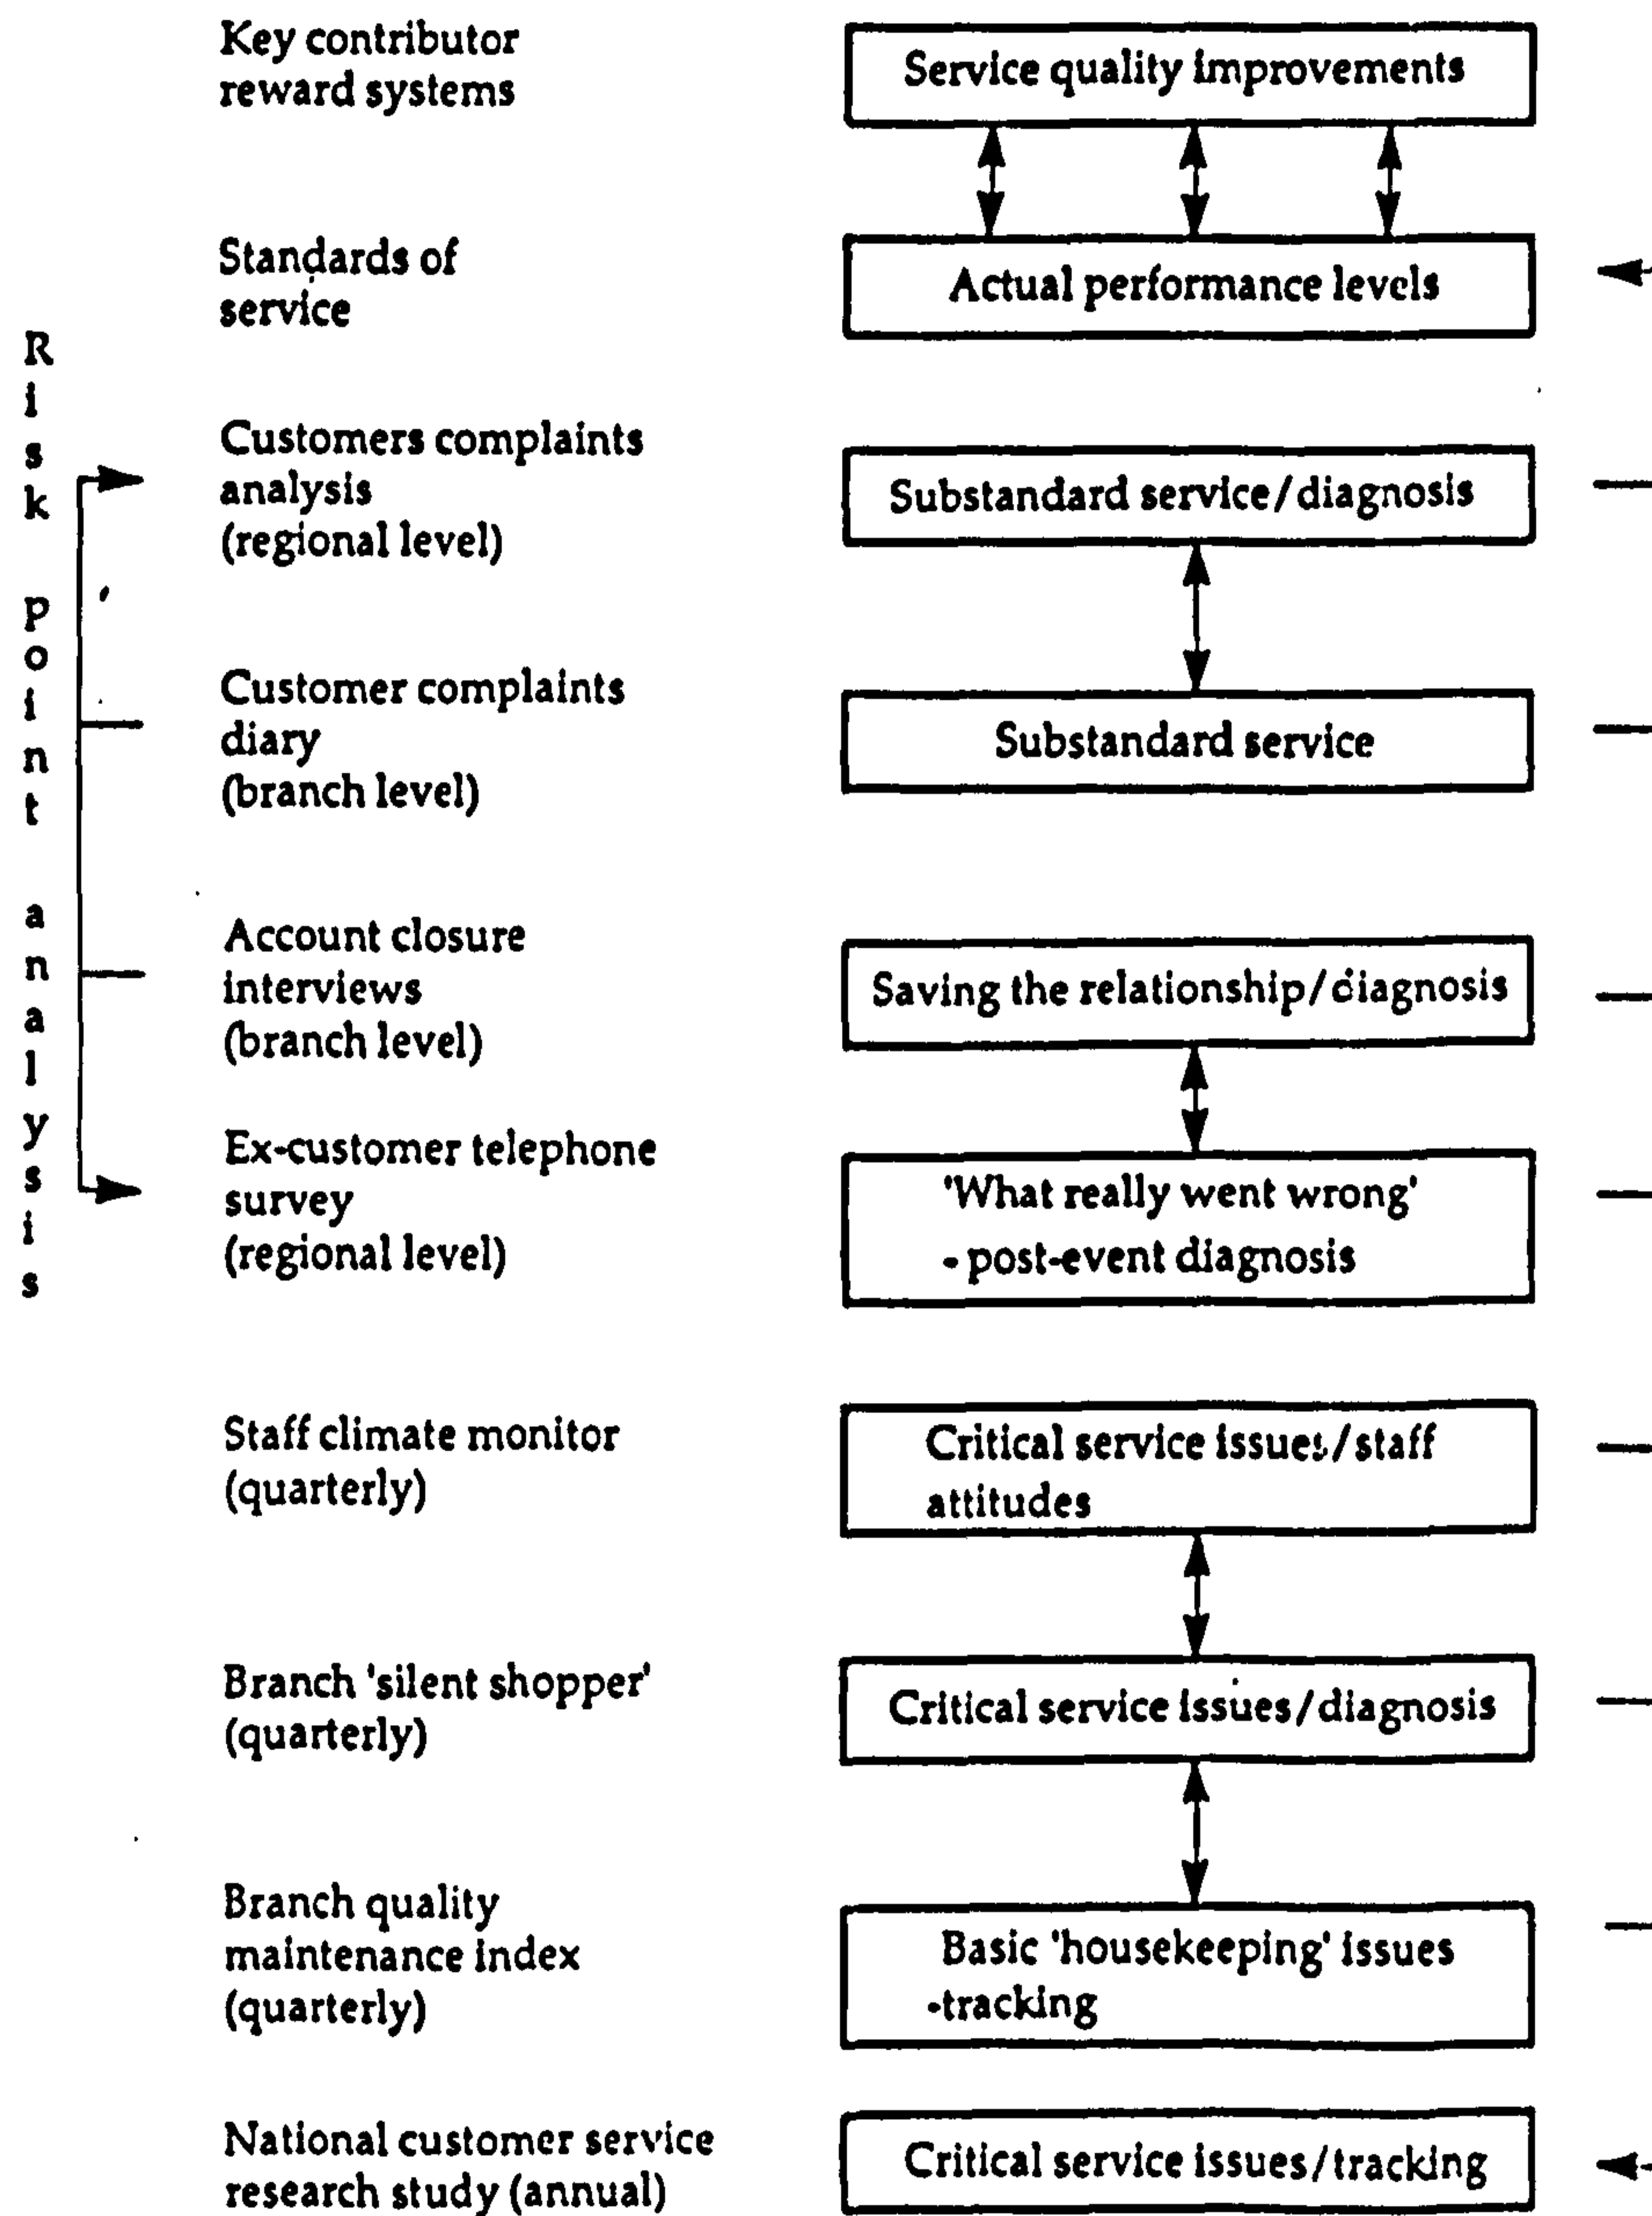 Key contributor
reward systems
Service quality improvements
Standards of
service
Actual performance levels
Risk point analysis
Customers complaints
analysis
(regional level)
Substandard service/diagnosis
Customer complaints
diary
(branch level)
Substandard service
Account closure
interviews
(branch level)
Saving the relationship/diagnosis
Ex-customer telephone
survey
(regional level)
'What really went wrong'
- post-event diagnosis
Staff climate monitor
(quarterly)
Critical service issues/staff
attitudes
Branch 'silent shopper'
(quarterly)
Critical service issues/diagnosis
Branch quality
maintenance index
(quarterly)
Basic 'housekeeping' issues
-tracking
National customer service
research study (annual)
Critical service issues/tracking